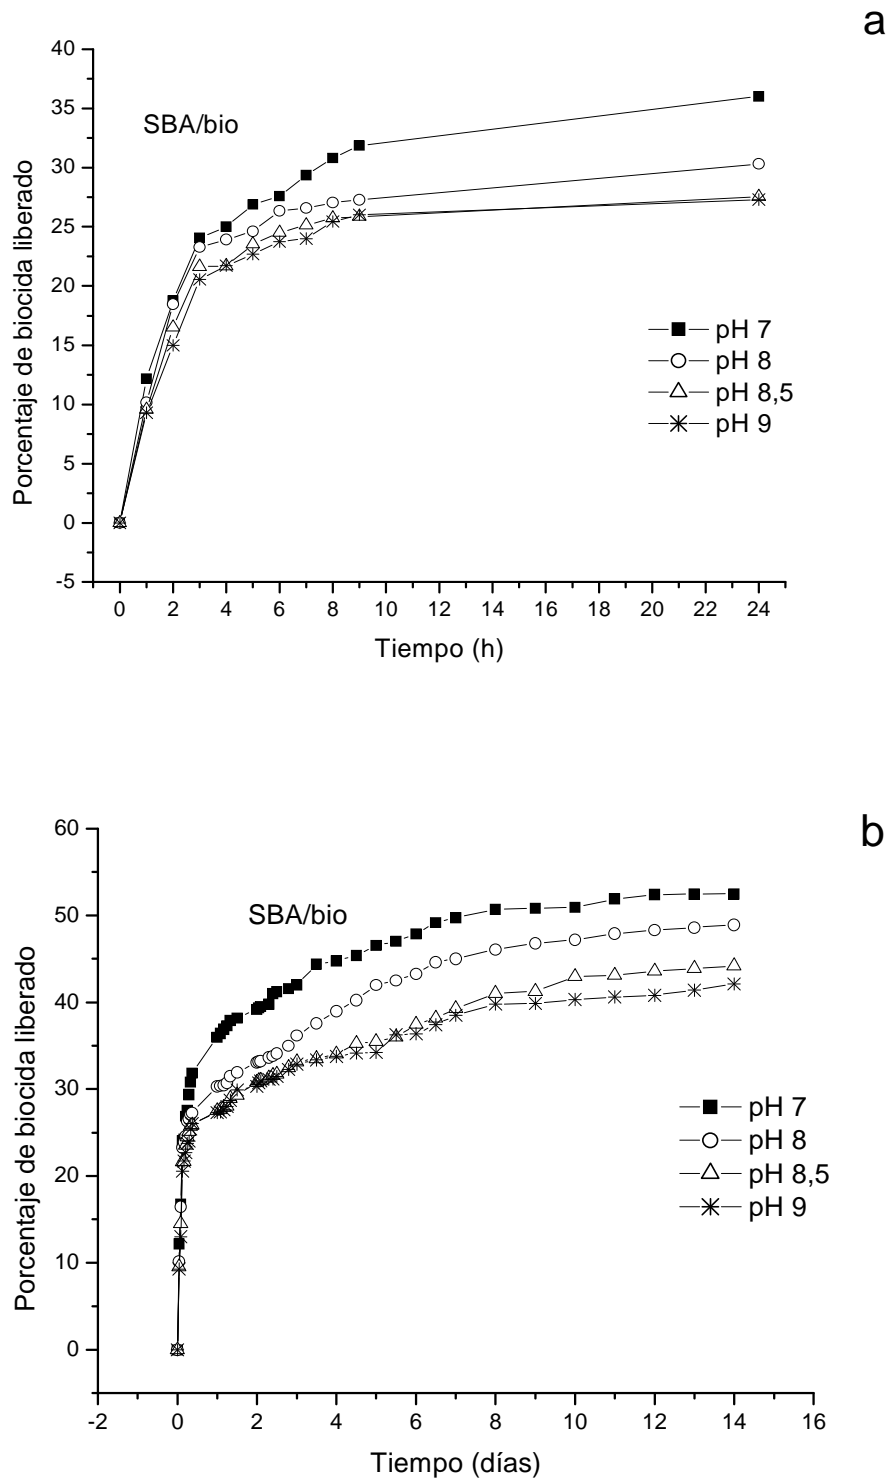 a
40
35
30
25
20
15
10
5
0
-5
SBA/bio
Porcentaje de biocida liberado
pH 7
pH 8
pH 8,5
pH 9
0 2 4 6 8 10 12 14 16 18 20 22 24
Tiempo (h)
b
60
50
40
30
20
10
0
SBA/bio
Porcentaje de biocida liberado
pH 7
pH 8
pH 8,5
pH 9
-2 0 2 4 6 8 10 12 14 16
Tiempo (días)